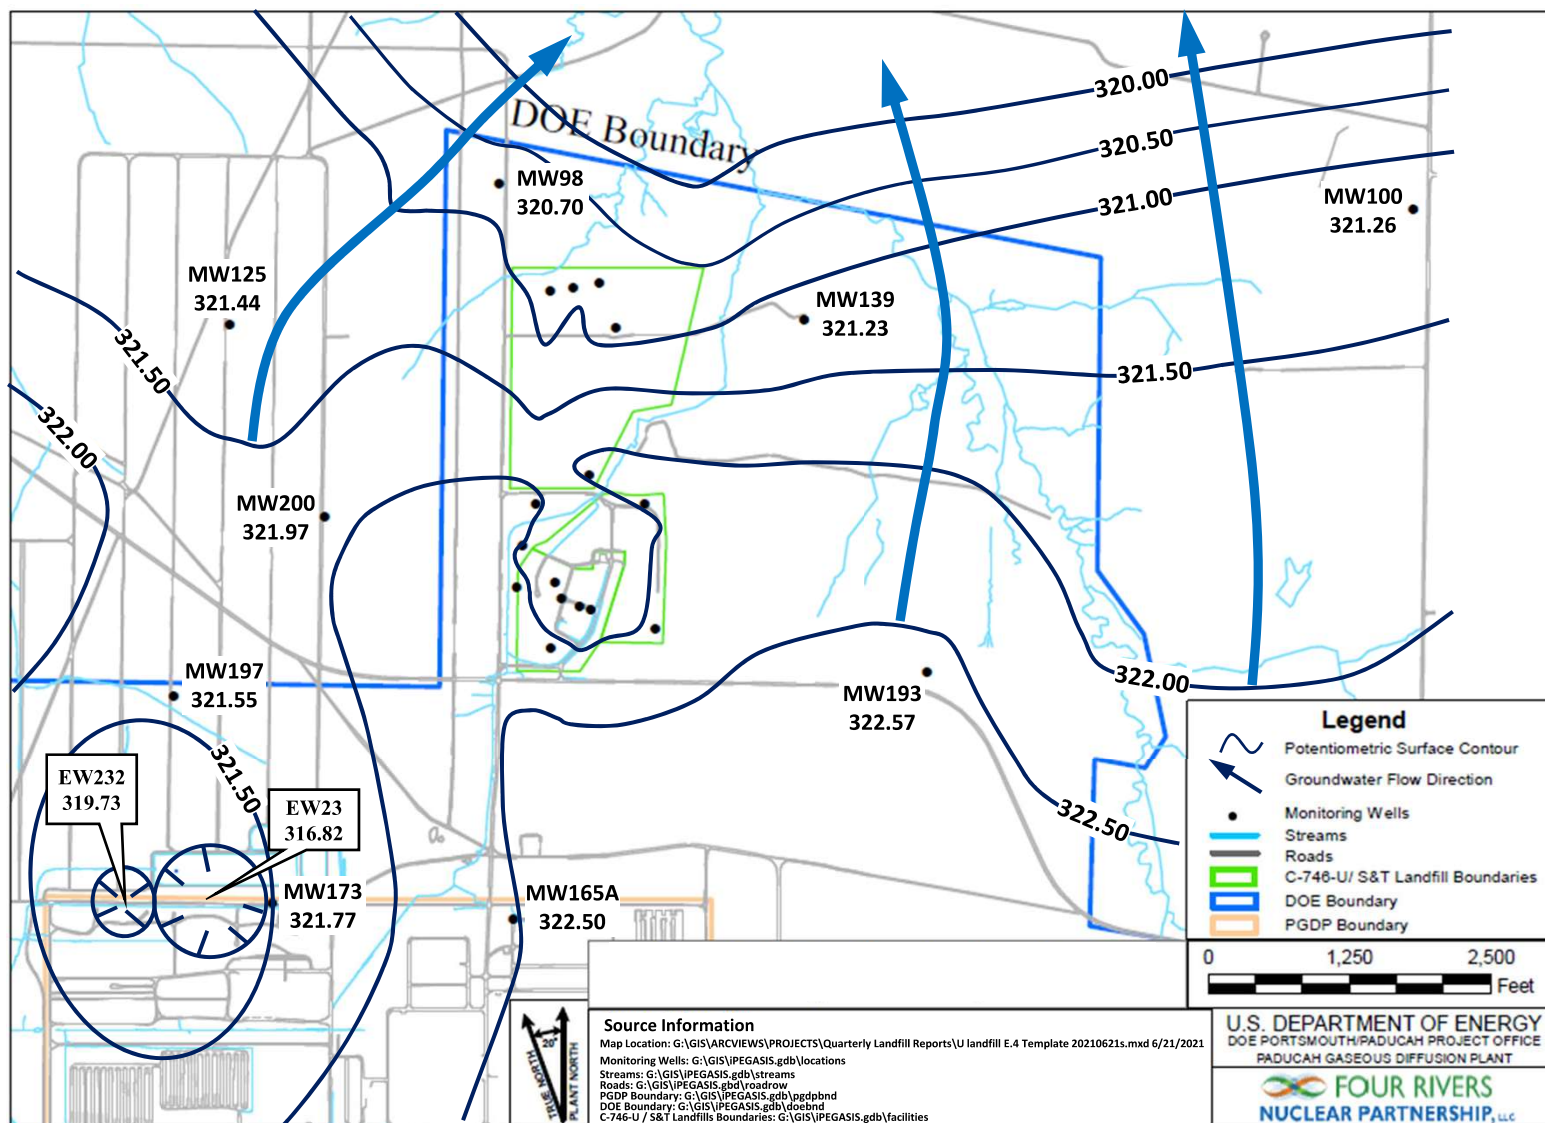 DOE Boundary
320.00
320.50
321.00
MW98
320.70
MW100
321.26
MW125
321.44
MW139
321.23
321.50
321.50
322.00
MW200
321.97
MW197
321.55
322.00
MW193
322.57
321.50
EW232
319.73
EW23
316.82
322.50
MW173
321.77
MW165A
322.50
Legend
Potentiometric Surface Contour
Groundwater Flow Direction
Monitoring Wells
Streams
Roads
C-746-U/ S&T Landfill Boundaries
DOE Boundary
PGDP Boundary
0 1,250 2,500
Feet
TRUE NORTH
20°
PLANT NORTH
Source Information
Map Location: G:\GIS\ARCVIEWS\PROJECTS\Quarterly Landfill Reports\U landfill E.4 Template 20210621s.mxd 6/21/2021
Monitoring Wells: G:\GIS\iPEGASIS.gdb\locations
Streams: G:\GIS\iPEGASIS.gdb\streams
Roads: G:\GIS\iPEGASIS.gbd\roadrow
PGDP Boundary: G:\GIS\iPEGASIS.gdb\pgdpbnd
DOE Boundary: G:\GIS\iPEGASIS.gdb\doebnd
C-746-U / S&T Landfills Boundaries: G:\GIS\iPEGASIS.gdb\facilities
U.S. DEPARTMENT OF ENERGY
DOE PORTSMOUTH/PADUCAH PROJECT OFFICE
PADUCAH GASEOUS DIFFUSION PLANT
FOUR RIVERS
NUCLEAR PARTNERSHIP, LLC